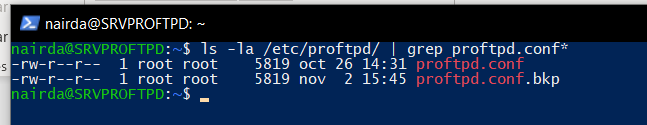 nairda@SRVPROFTPD: ~
nairda@SRVPROFTPD:~$ ls -la /etc/proftpd/ | grep proftpd.conf*
-rw-r--r--  1 root root    5819 oct 26 14:31 proftpd.conf
-rw-r--r--  1 root root    5819 nov  2 15:45 proftpd.conf.bkp
nairda@SRVPROFTPD:~$